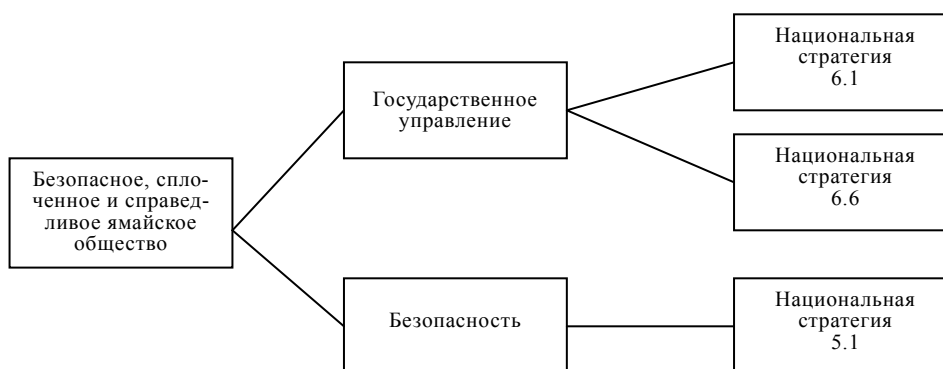 Безопасное, спло-
ченное и справед-
ливое ямайское
общество
Государственное
управление
Безопасность
Национальная
стратегия
6.1
Национальная
стратегия
6.6
Национальная
стратегия
5.1